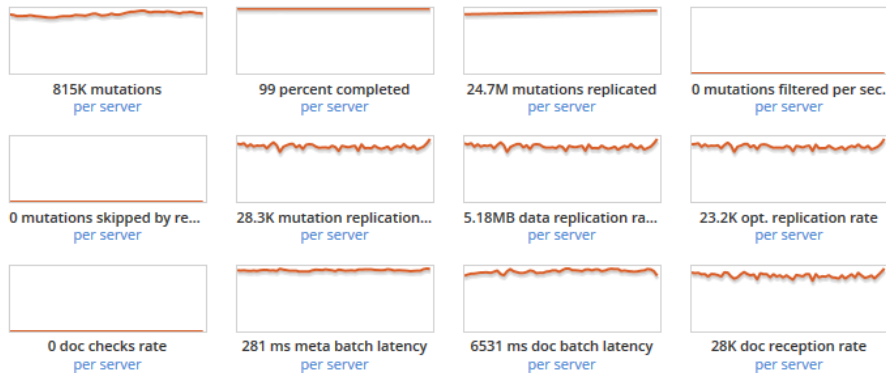 815K mutations
per server
99 percent completed
per server
24.7M mutations replicated
per server
0 mutations filtered per sec.
per server
0 mutations skipped by re...
per server
28.3K mutation replication...
per server
5.18MB data replication ra...
per server
23.2K opt. replication rate
per server
0 doc checks rate
per server
281 ms meta batch latency
per server
6531 ms doc batch latency
per server
28K doc reception rate
per server